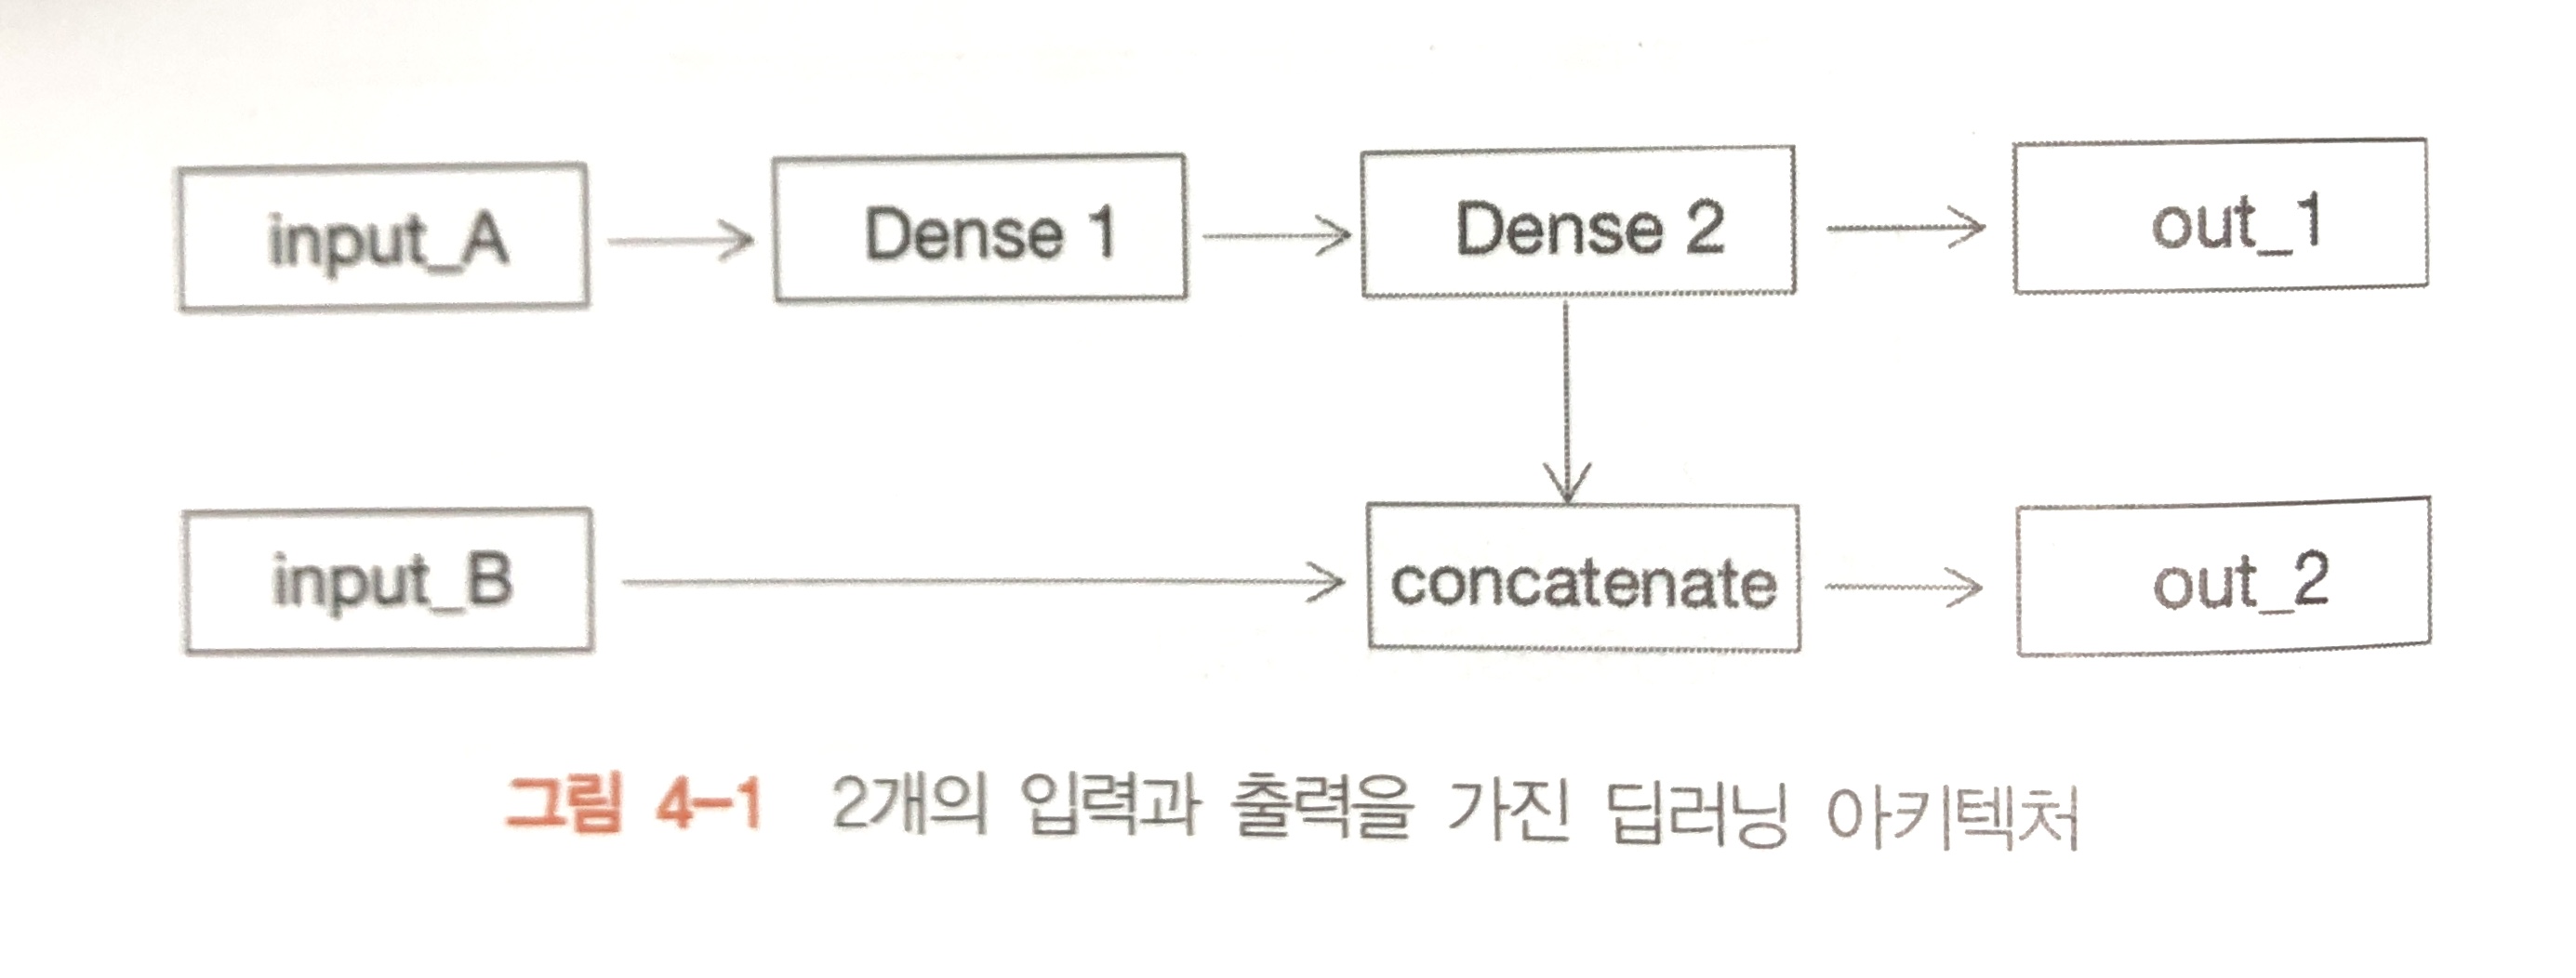 input_A Dense 1 Dense 2 out_1
input_B concatenate out_2
그림 4-1 2개의 입력과 출력을 가진 딥러닝 아키텍처